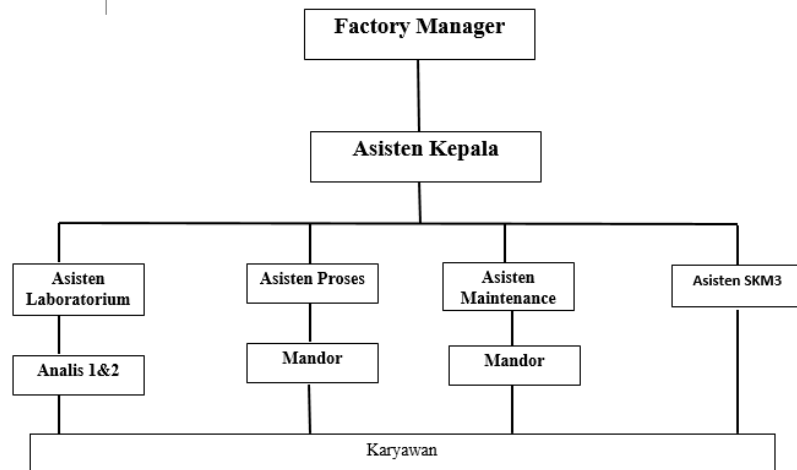 Factory Manager
Asisten Kepala
Asisten
Laboratorium
Asisten Proses
Asisten
Maintenance
Asisten SKM3
Analis 1&2
Mandor
Mandor
Karyawan